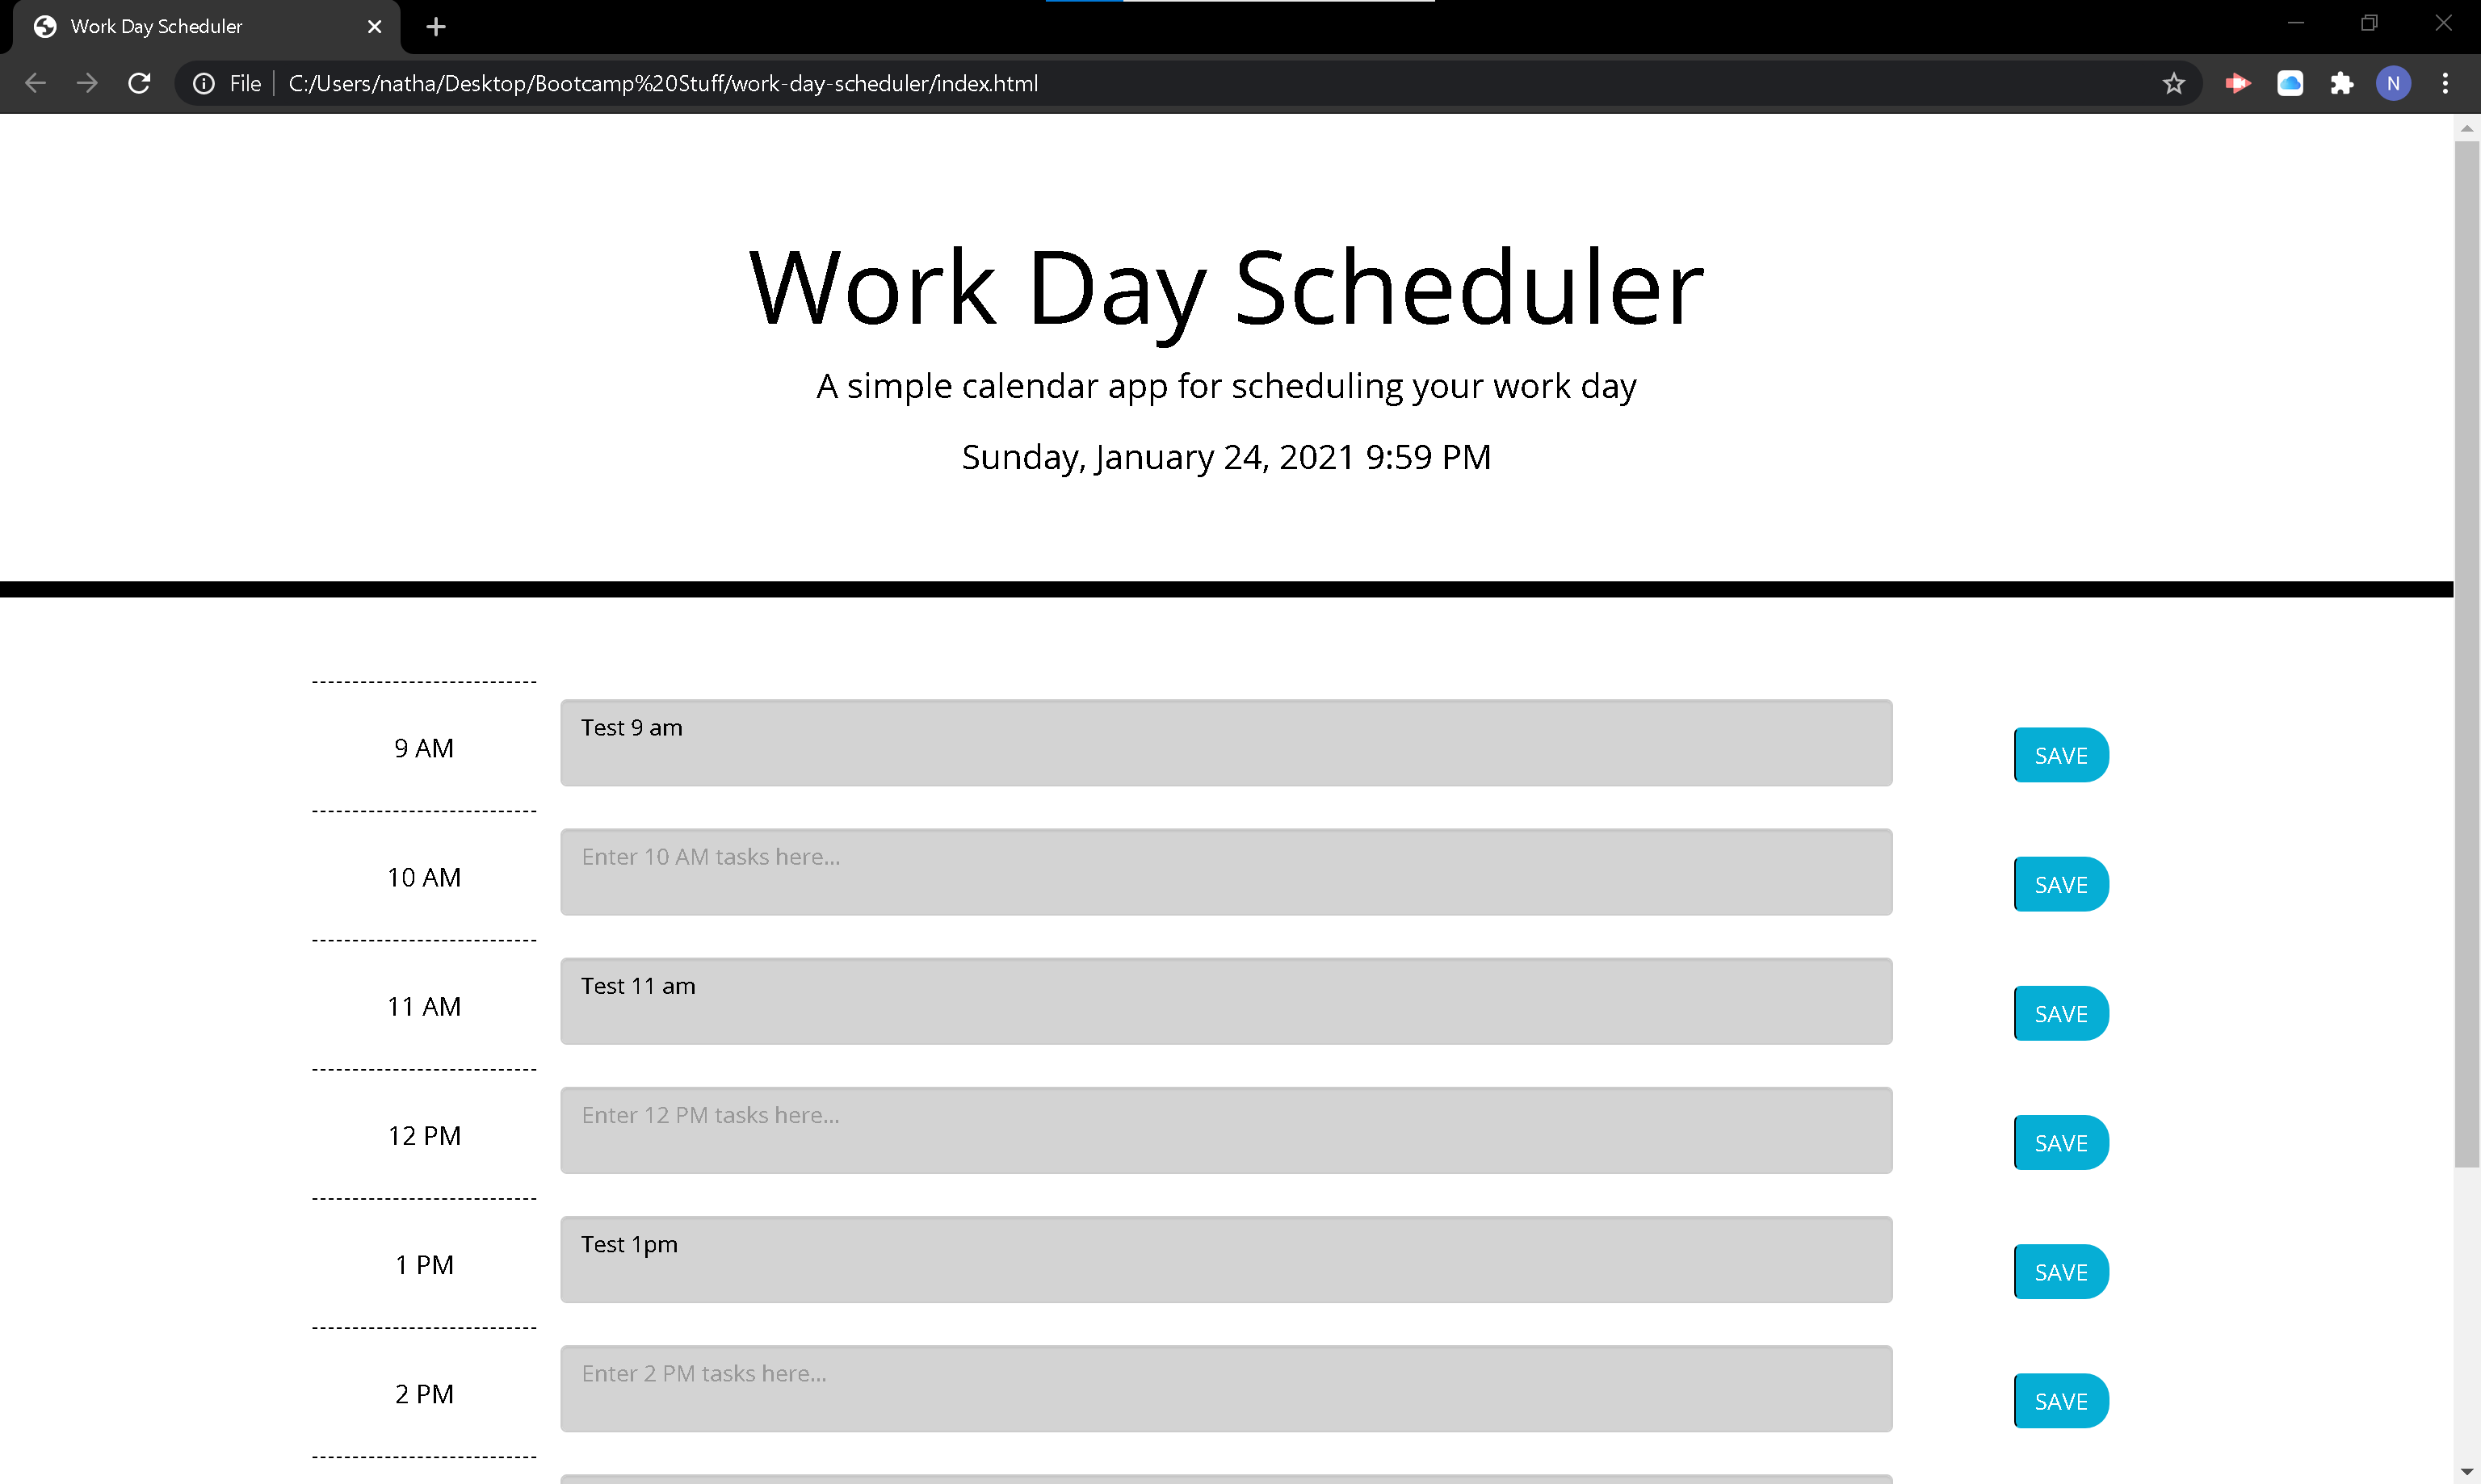 Work Day Scheduler
File
C:/Users/natha/Desktop/Bootcamp%20Stuff/work-day-scheduler/index.html
N
Work Day Scheduler
A simple calendar app for scheduling your work day
Sunday, January 24, 2021 9:59 PM
9 AM
Test 9 am
SAVE
10 AM
Enter 10 AM tasks here...
SAVE
11 AM
Test 11 am
SAVE
12 PM
Enter 12 PM tasks here...
SAVE
1 PM
Test 1pm
SAVE
2 PM
Enter 2 PM tasks here...
SAVE